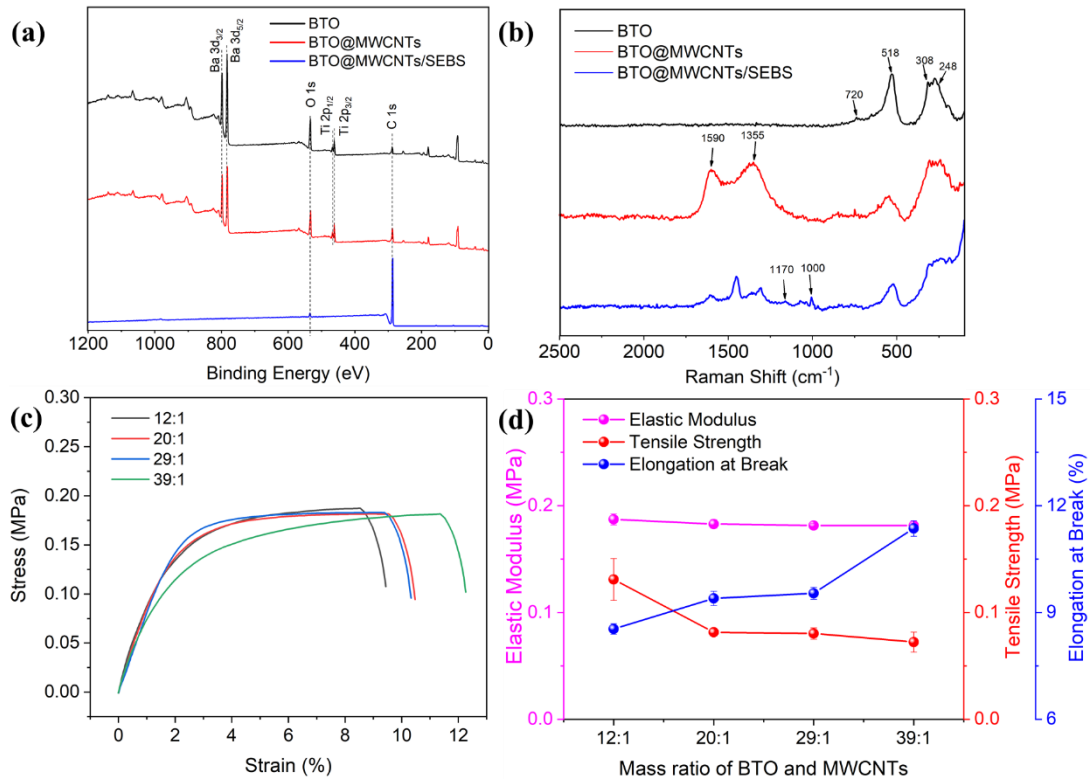 (a)
BTO
BTO@MWCNTs
BTO@MWCNTs/SEBS
Ba 3d3/2
Ba 3d5/2
O 1s
Ti 2p1/2
Ti 2p3/2
C 1s
1200 1000 800 600 400 200 0
Binding Energy (eV)
(b)
BTO
BTO@MWCNTs
BTO@MWCNTs/SEBS
720
518
308
248
1590
1355
1170
1000
2500 2000 1500 1000 500
Raman Shift (cm-1)
(c)
12:1
20:1
29:1
39:1
0.30
0.25
0.20
0.15
0.10
0.05
0.00
Stress (MPa)
0 2 4 6 8 10 12
Strain (%)
(d)
Elastic Modulus
Tensile Strength
Elongation at Break
0.3
0.2
0.1
0.0
Elastic Modulus (MPa)
0.3
0.2
0.1
0.0
Tensile Strength (MPa)
15
12
9
6
Elongation at Break (%)
12:1 20:1 29:1 39:1
Mass ratio of BTO and MWCNTs